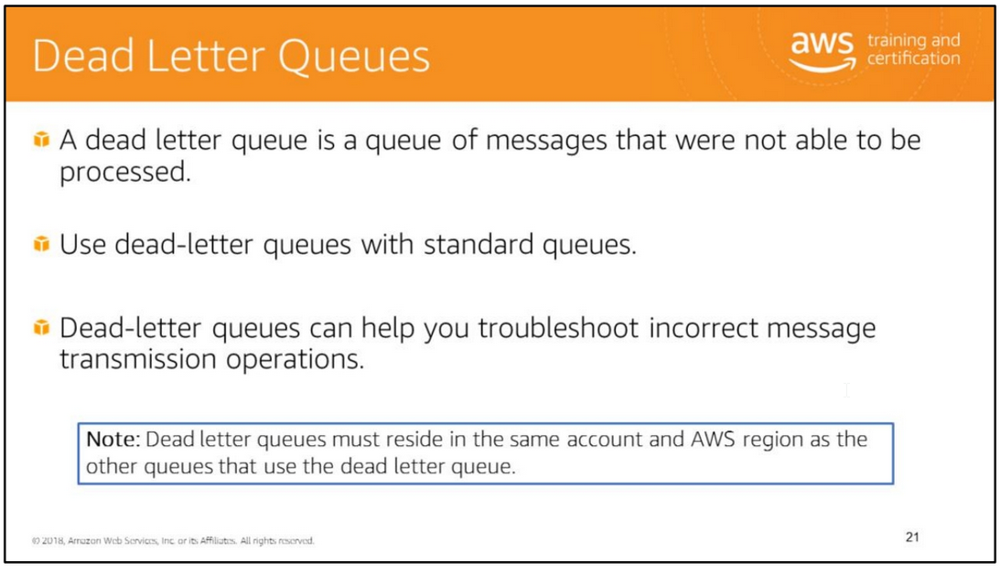 Dead Letter Queues
aws training and
certification
A dead letter queue is a queue of messages that were not able to be
processed.
Use dead-letter queues with standard queues.
Dead-letter queues can help you troubleshoot incorrect message
transmission operations.
Note: Dead letter queues must reside in the same account and AWS region as the
other queues that use the dead letter queue.
© 2018, Amazon Web Services, Inc. or its Affiliates. All rights reserved.
21